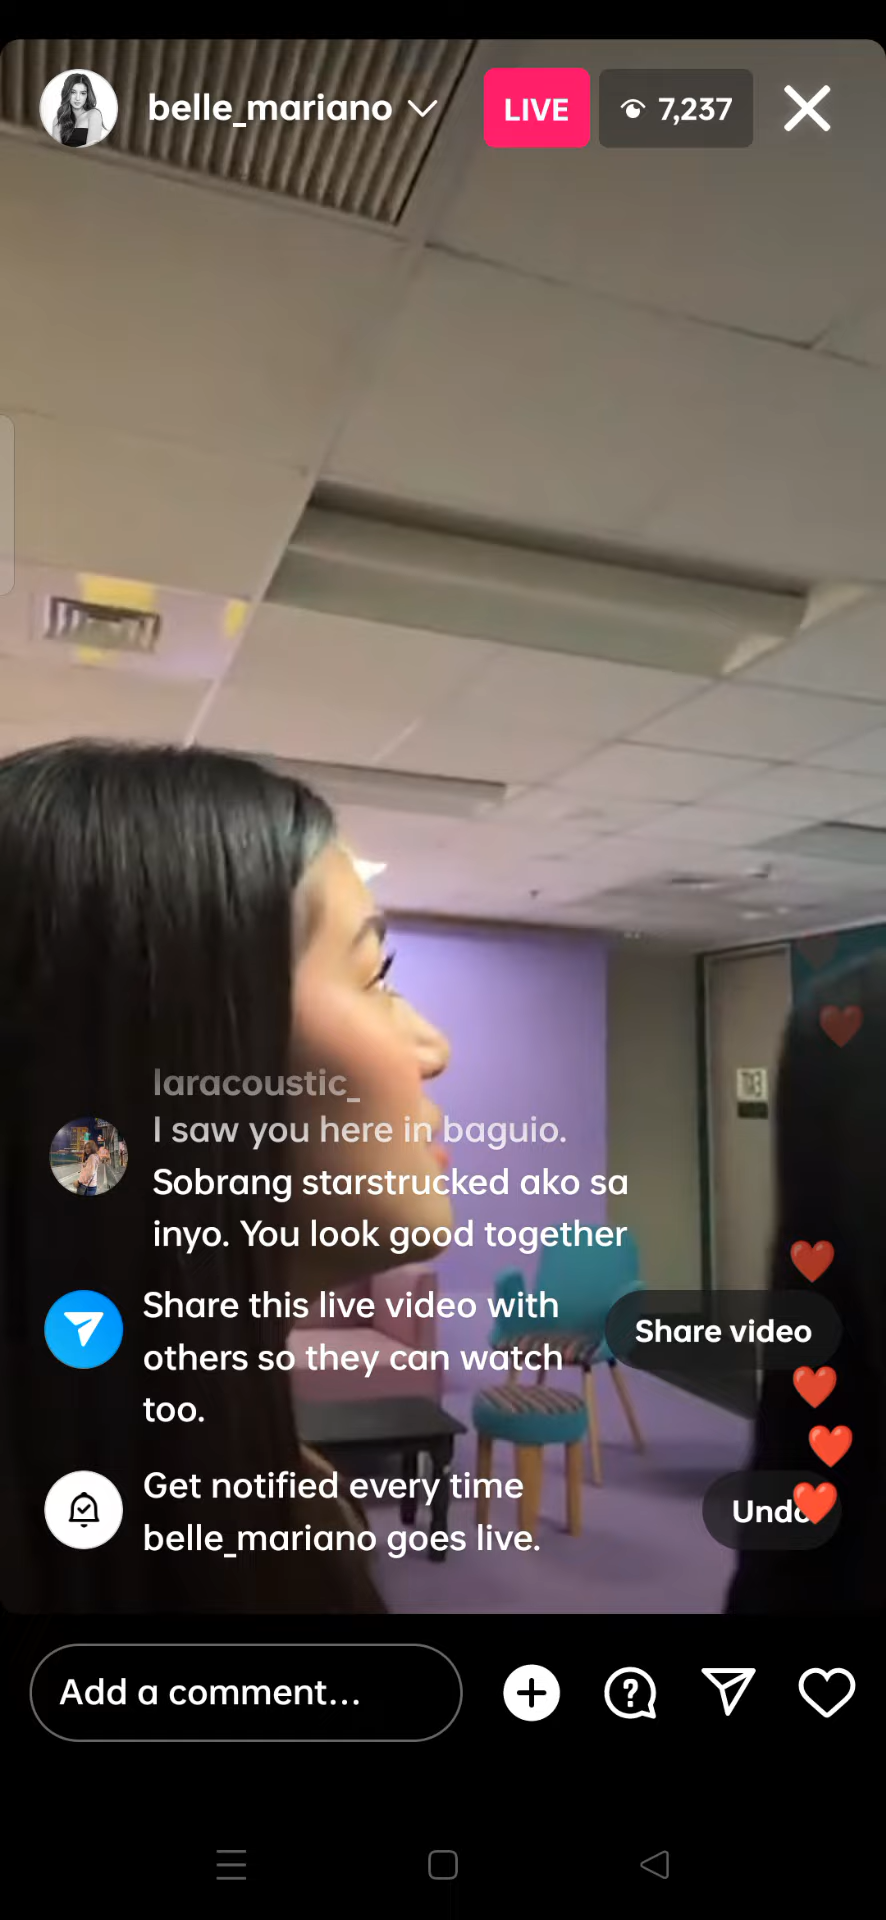 belle_mariano
LIVE
7,237
laracoustic_
I saw you here in baguio.
Sobrang starstrucked ako sa
inyo. You look good together
Share this live video with
others so they can watch
too.
Share video
Get notified every time
belle_mariano goes live.
Undo
Add a comment...